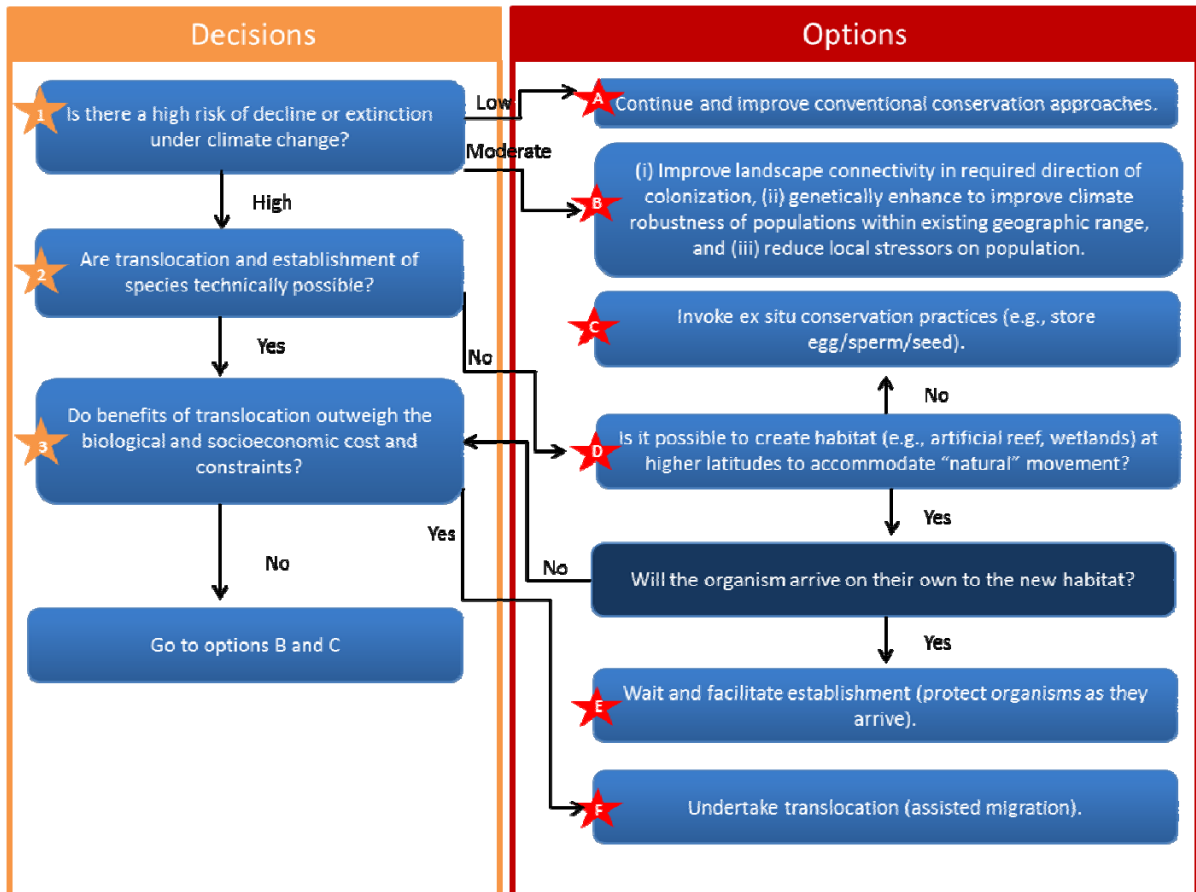 Decisions
1
Is there a high risk of decline or extinction
under climate change?
Low
Moderate
High
2
Are translocation and establishment of
species technically possible?
Yes
No
3
Do benefits of translocation outweigh the
biological and socioeconomic cost and
constraints?
Yes
No
Go to options B and C
Options
A
Continue and improve conventional conservation approaches.
B
(i) Improve landscape connectivity in required direction of
colonization, (ii) genetically enhance to improve climate
robustness of populations within existing geographic range,
and (iii) reduce local stressors on population.
C
Invoke ex situ conservation practices (e.g., store
egg/sperm/seed).
No
D
Is it possible to create habitat (e.g., artificial reef, wetlands) at
higher latitudes to accommodate “natural” movement?
Yes
No
Will the organism arrive on their own to the new habitat?
Yes
E
Wait and facilitate establishment (protect organisms as they
arrive).
F
Undertake translocation (assisted migration).